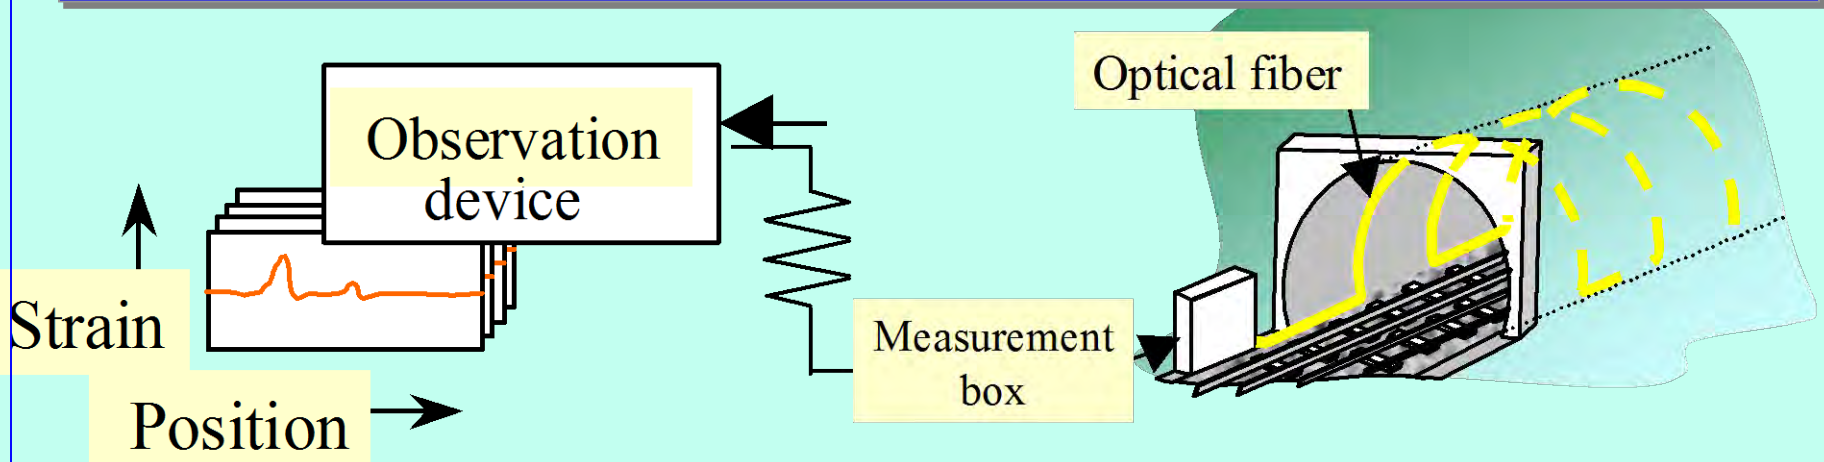 Observation
device
Optical fiber
Strain
Position
Measurement
box